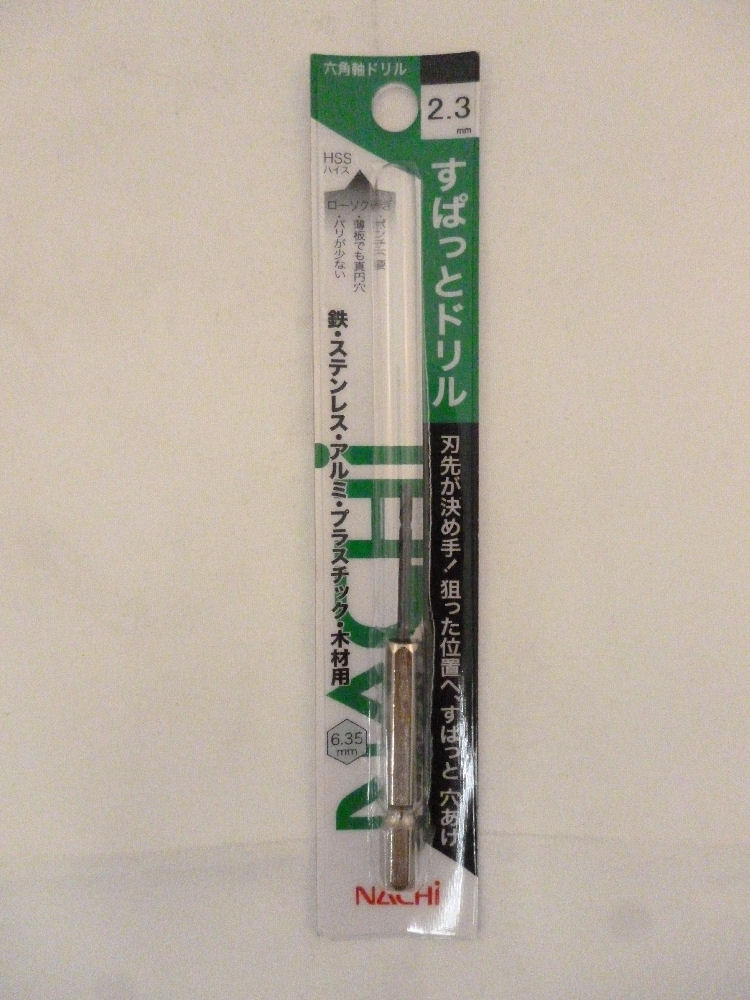 六角軸ドリル
2.3
mm
すぱっとドリル
刃先が決め手!狙った位置へ、すぱっと穴あけ
HSS
ハイス
ローソク
・薄板でも真円穴
・バリが少ない
鉄・ステンレス・アルミ・プラスチック・木材用
6.35
mm
NACHi
NACHi